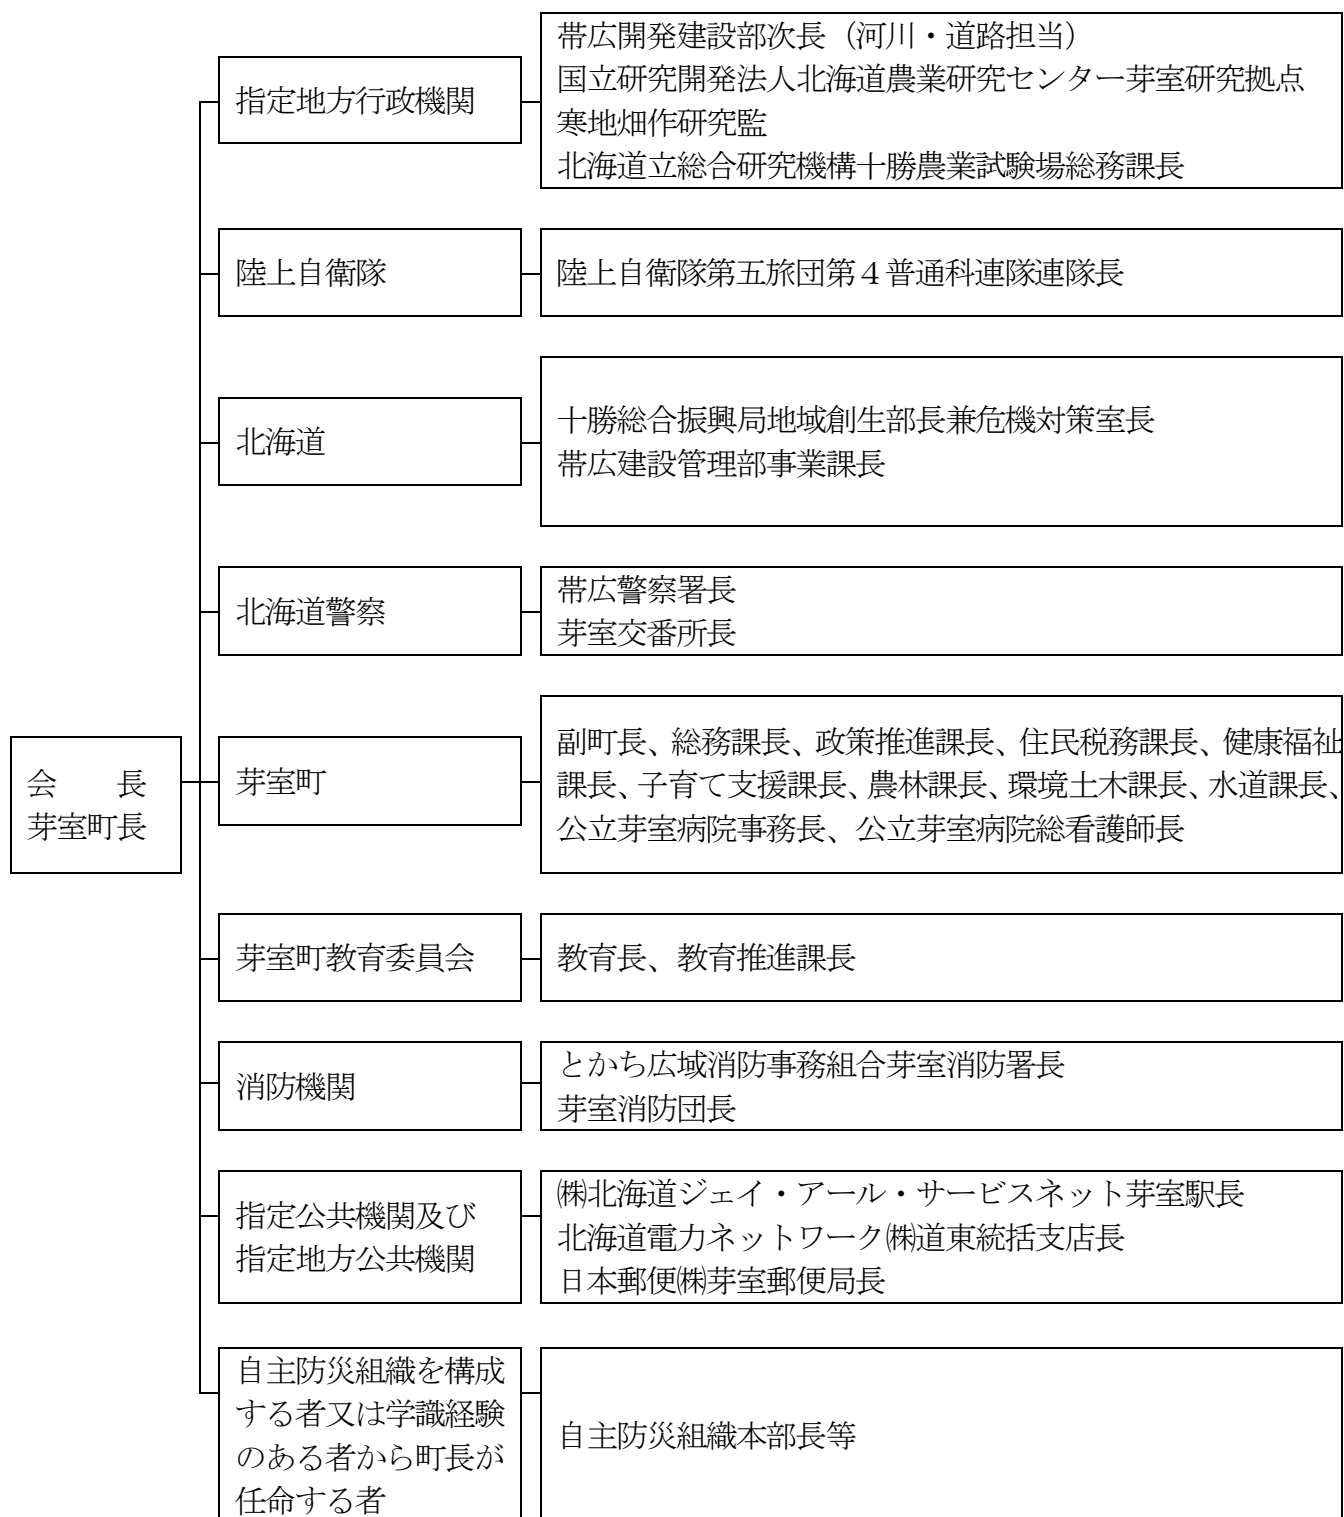 会　　長
芽室町長
指定地方行政機関
帯広開発建設部次長（河川・道路担当）
国立研究開発法人北海道農業研究センター芽室研究拠点
寒地畑作研究監
北海道立総合研究機構十勝農業試験場総務課長
陸上自衛隊
陸上自衛隊第五旅団第４普通科連隊連隊長
北海道
十勝総合振興局地域創生部長兼危機対策室長
帯広建設管理部事業課長
北海道警察
帯広警察署長
芽室交番所長
芽室町
副町長、総務課長、政策推進課長、住民税務課長、健康福祉
課長、子育て支援課長、農林課長、環境土木課長、水道課長、
公立芽室病院事務長、公立芽室病院総看護師長
芽室町教育委員会
教育長、教育推進課長
消防機関
とかち広域消防事務組合芽室消防署長
芽室消防団長
指定公共機関及び
指定地方公共機関
㈱北海道ジェイ・アール・サービスネット芽室駅長
北海道電力ネットワーク㈱道東統括支店長
日本郵便㈱芽室郵便局長
自主防災組織を構成
する者又は学識経験
のある者から町長が
任命する者
自主防災組織本部長等